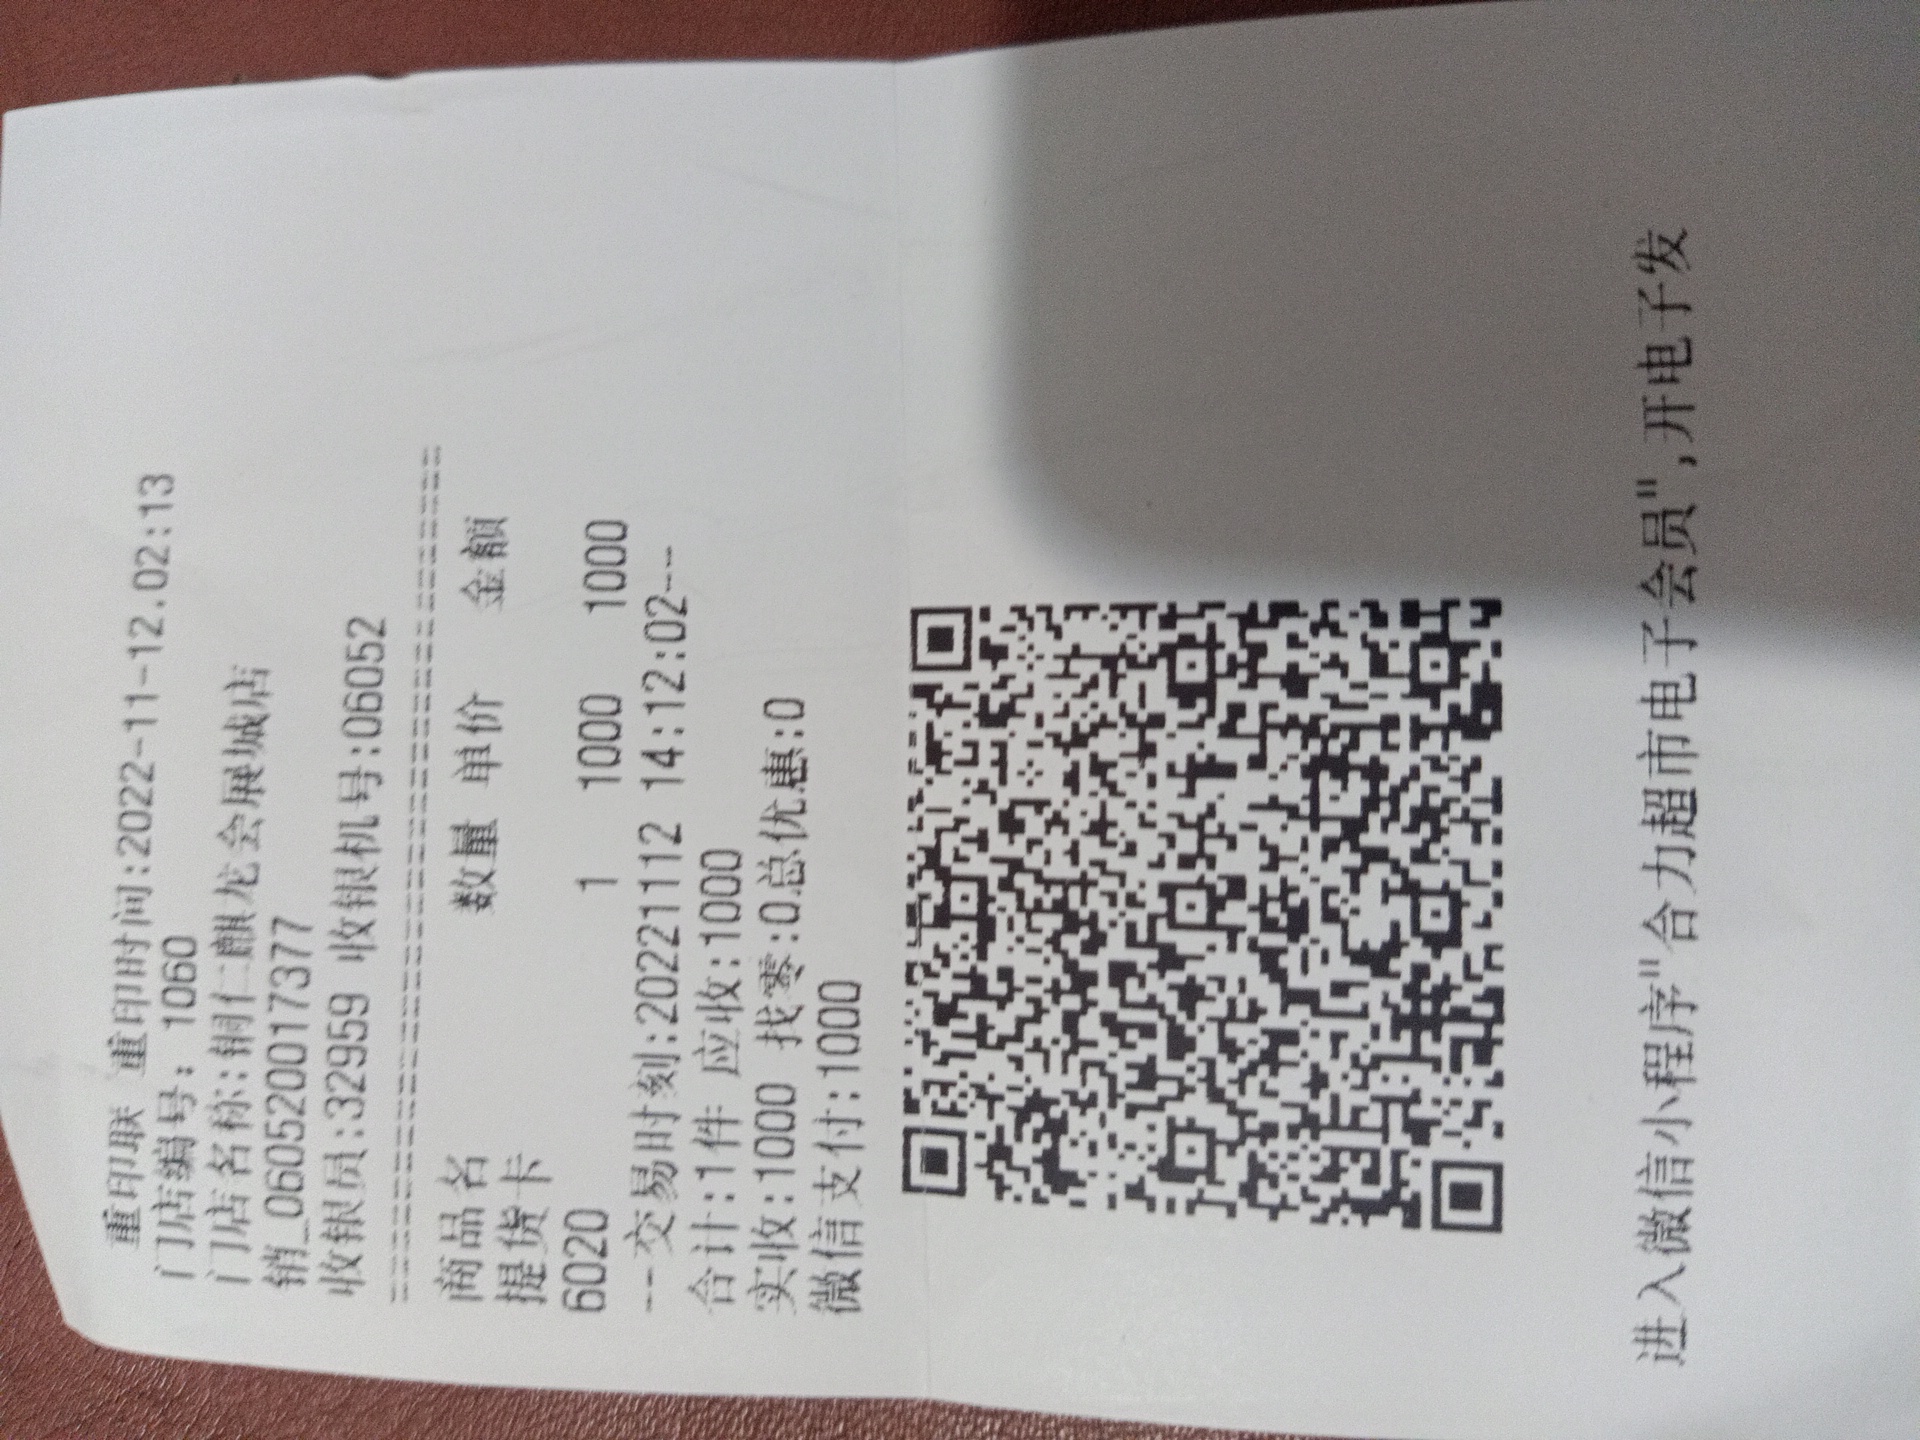 重印联 重印时间:2022-11-12.02:13
门店编号: 1060
门店名称:铜仁麒龙会展城店
销_060520017377
收银员:32959 收银机号:06052
商品名 数量 单价 金额
提货卡
6020 1 1000 1000
--交易时刻:20221112 14:12:02---
合计:1件 应收:1000
实收:1000 找零:0总优惠:0
微信支付:1000
进入微信小程序"合力超市电子会员",开电子发